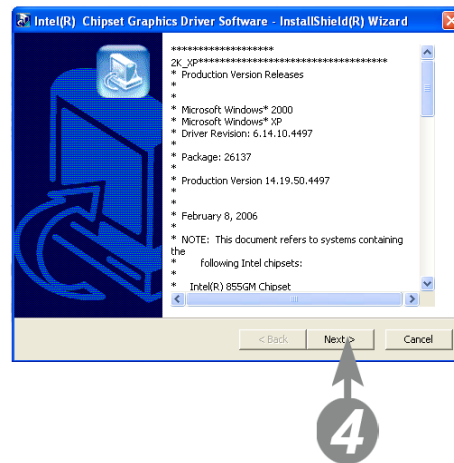 Intel(R) Chipset Graphics Driver Software - InstallShield(R) Wizard
*******************
2K_XP***********************************
* Production Version Releases
*
*
* Microsoft Windows* 2000
* Microsoft Windows* XP
* Driver Revision: 6.14.10.4497
*
* Package: 26137
*
* Production Version 14.19.50.4497
*
*
* February 8, 2006
*
* NOTE: This document refers to systems containing
the
* following Intel chipsets:
*
* Intel(R) 855GM Chipset
< Back Next > Cancel
4